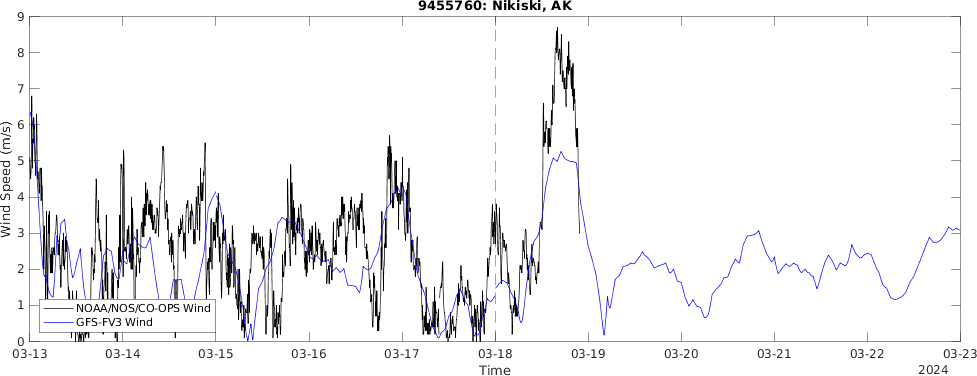 9455760: Nikiski, AK
9
8
7
6
5
4
3
2
1
0
Wind Speed (m/s)
NOAA/NOS/CO-OPS Wind
GFS-FV3 Wind
03-13 03-14 03-15 03-16 03-17 03-18 03-19 03-20 03-21 03-22 03-23
Time
2024